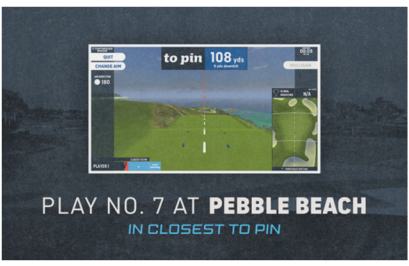 QUIT
CHANGE AIM
180
to pin
108 yds
N/A
PLAYER 1
PLAY NO. 7 AT PEBBLE BEACH
IN CLOSEST TO PIN